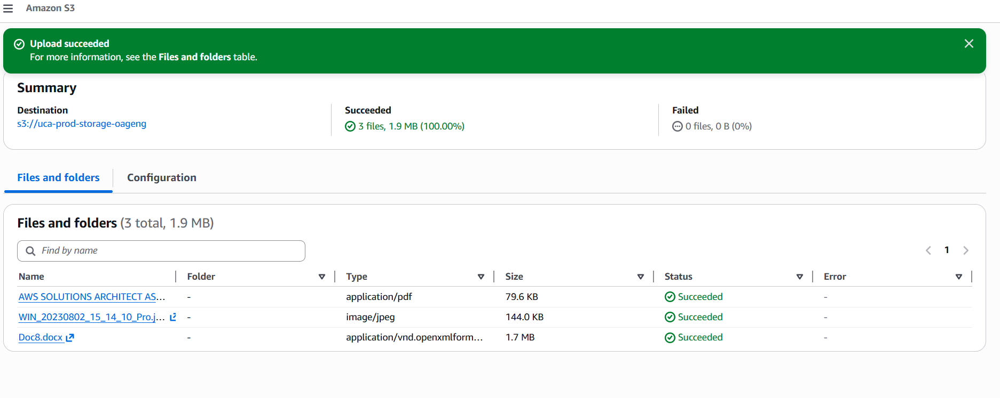 Amazon S3
Upload succeeded
For more information, see the Files and folders table.
Summary
Destination
s3://uca-prod-storage-oageng
Succeeded
3 files, 1.9 MB (100.00%)
Failed
0 files, 0 B (0%)
Files and folders
Configuration
Files and folders (3 total, 1.9 MB)
Find by name
1
Name Folder Type Size Status Error
AWS SOLUTIONS ARCHITECT AS... - application/pdf 79.6 KB Succeeded -
WIN_20230802_15_14_10_Pro.j... - image/jpeg 144.0 KB Succeeded -
Doc8.docx - application/vnd.openxmlform... 1.7 MB Succeeded -